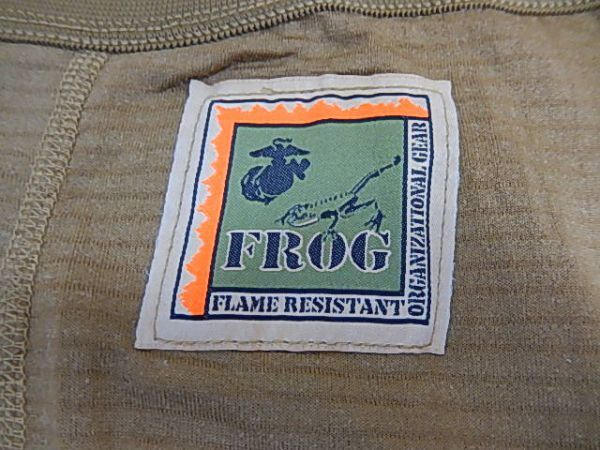 FROG
FLAME RESISTANT
ORGANIZATIONAL GEAR